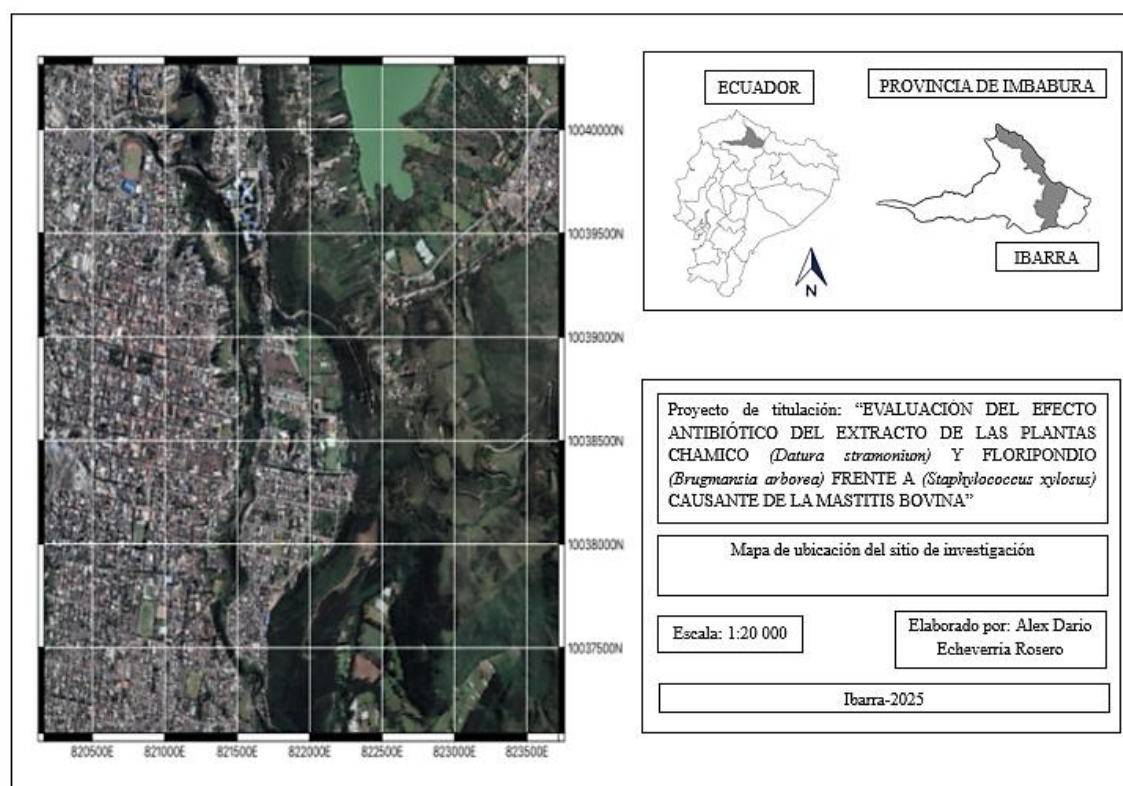 10040000N
10039500N
10039000N
10038500N
10038000N
10037500N
820500E 821000E 821500E 822000E 822500E 823000E 823500E
ECUADOR
PROVINCIA DE IMBABURA
N
IBARRA
Proyecto de titulación: “EVALUACIÓN DEL EFECTO
ANTIBIÓTICO DEL EXTRACTO DE LAS PLANTAS
CHAMICO (Datura stramonium) Y FLORIPONDIO
(Brugmansia arborea) FRENTE A (Staphylococcus xylosus)
CAUSANTE DE LA MASTITIS BOVINA”
Mapa de ubicación del sitio de investigación
Escala: 1:20 000
Elaborado por: Alex Dario
Echeverria Rosero
Ibarra-2025